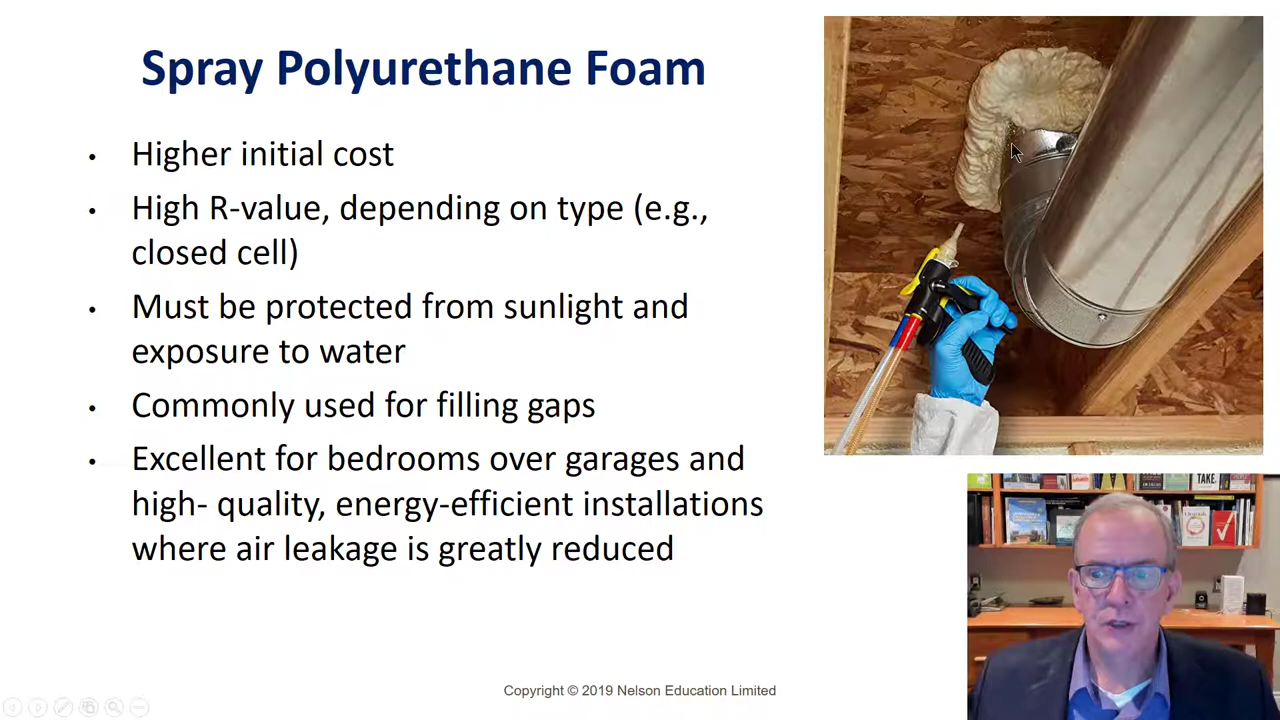 Spray Polyurethane Foam
• Higher initial cost
• High R-value, depending on type (e.g.,
closed cell)
• Must be protected from sunlight and
exposure to water
• Commonly used for filling gaps
• Excellent for bedrooms over garages and
high- quality, energy-efficient installations
where air leakage is greatly reduced
TAKE.
Copyright © 2019 Nelson Education Limited